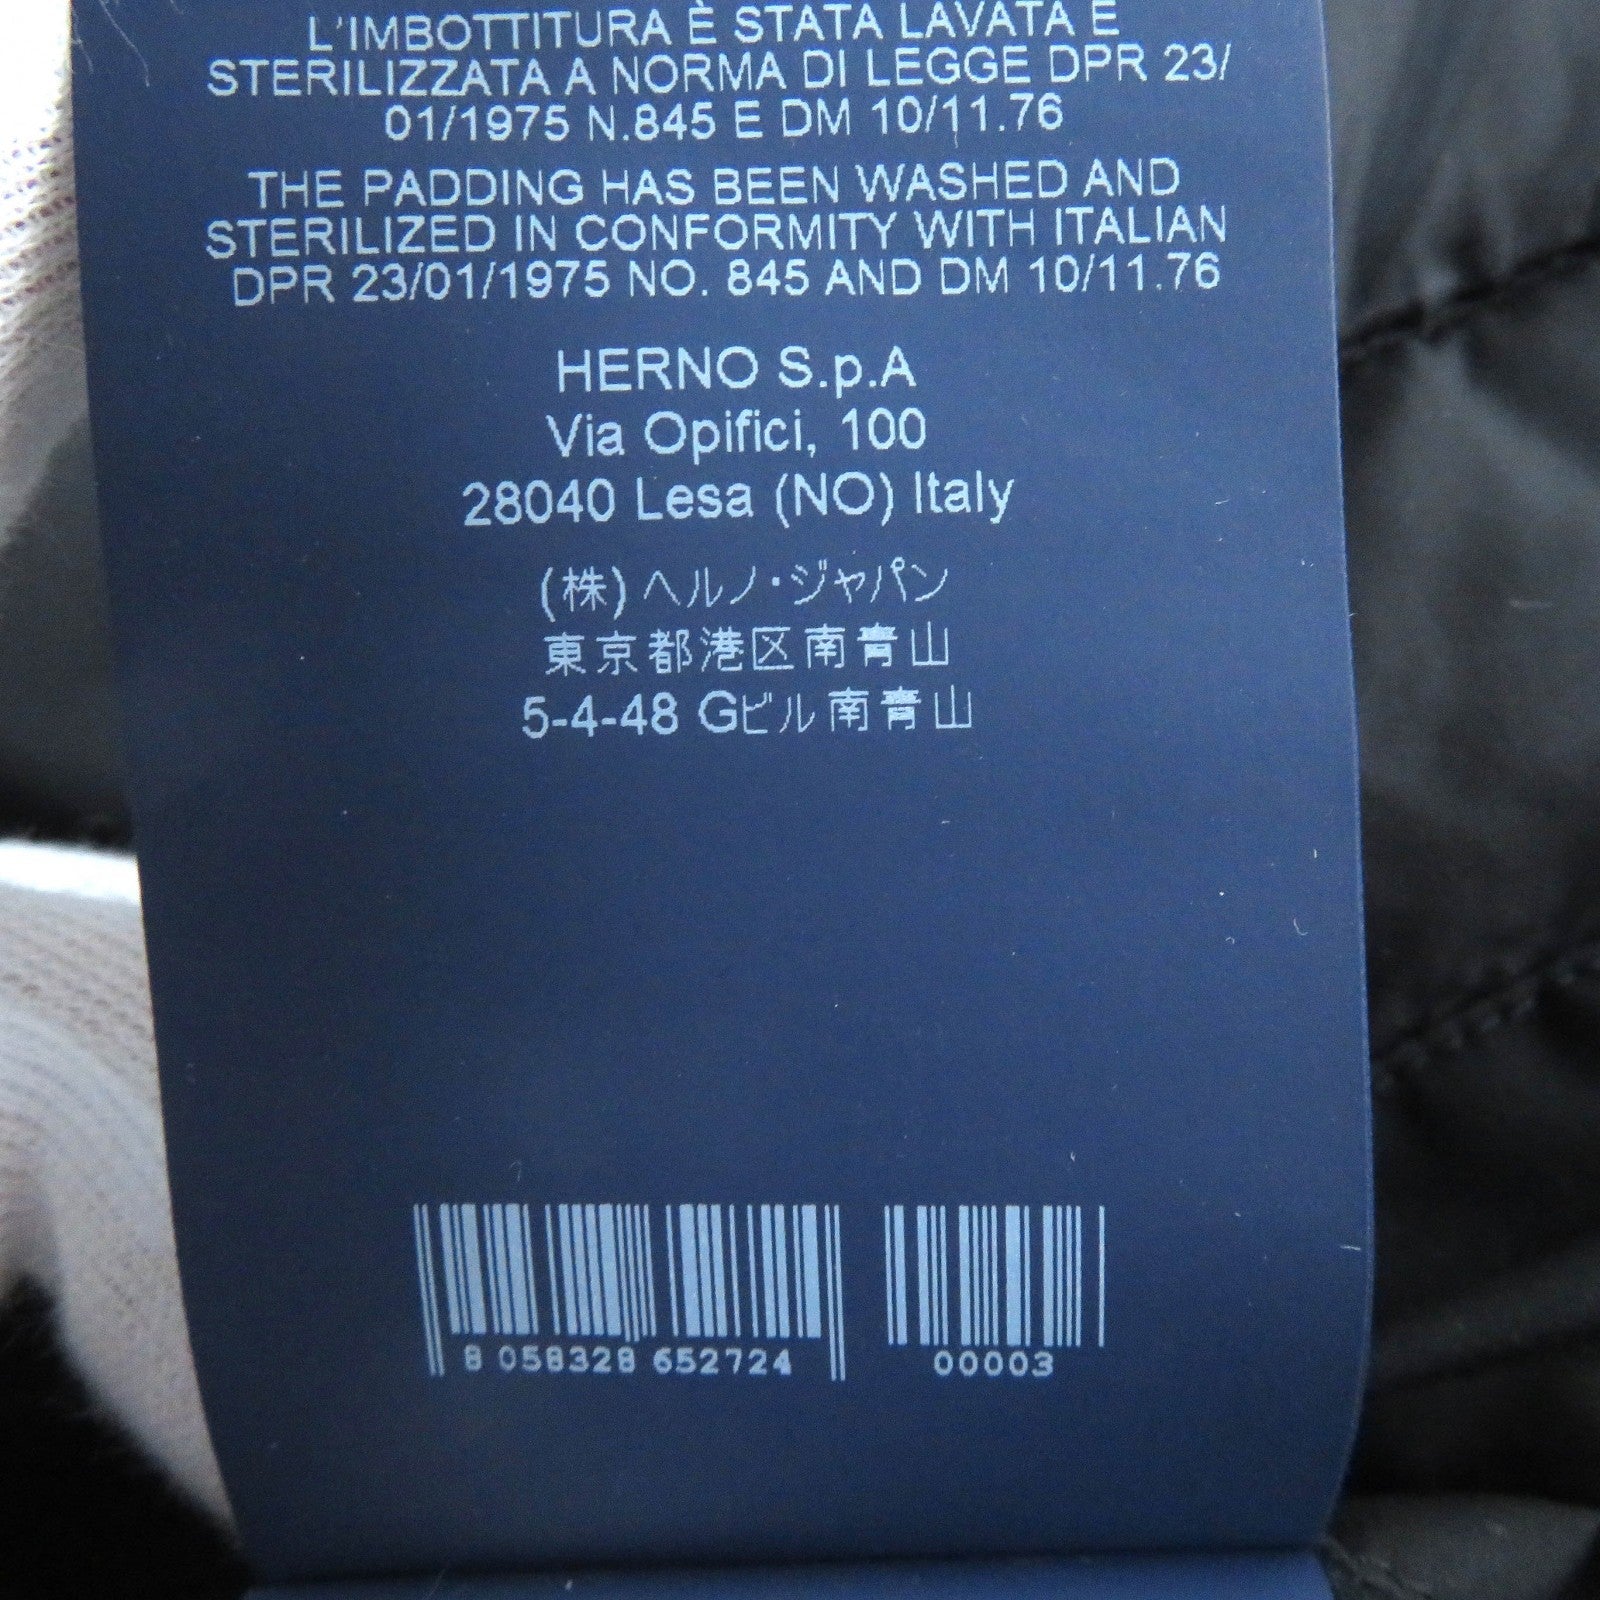 L'IMBOTTITURA È STATA LAVATA E
STERILIZZATA A NORMA DI LEGGE DPR 23/
01/1975 N.845 E DM 10/11.76
THE PADDING HAS BEEN WASHED AND
STERILIZED IN CONFORMITY WITH ITALIAN
DPR 23/01/1975 NO. 845 AND DM 10/11.76
HERNO S.p.A
Via Opifici, 100
28040 Lesa (NO) Italy
(株) ヘルノ・ジャパン
東京都港区南青山
5-4-48 Gビル南青山
8 058328 652724 00003